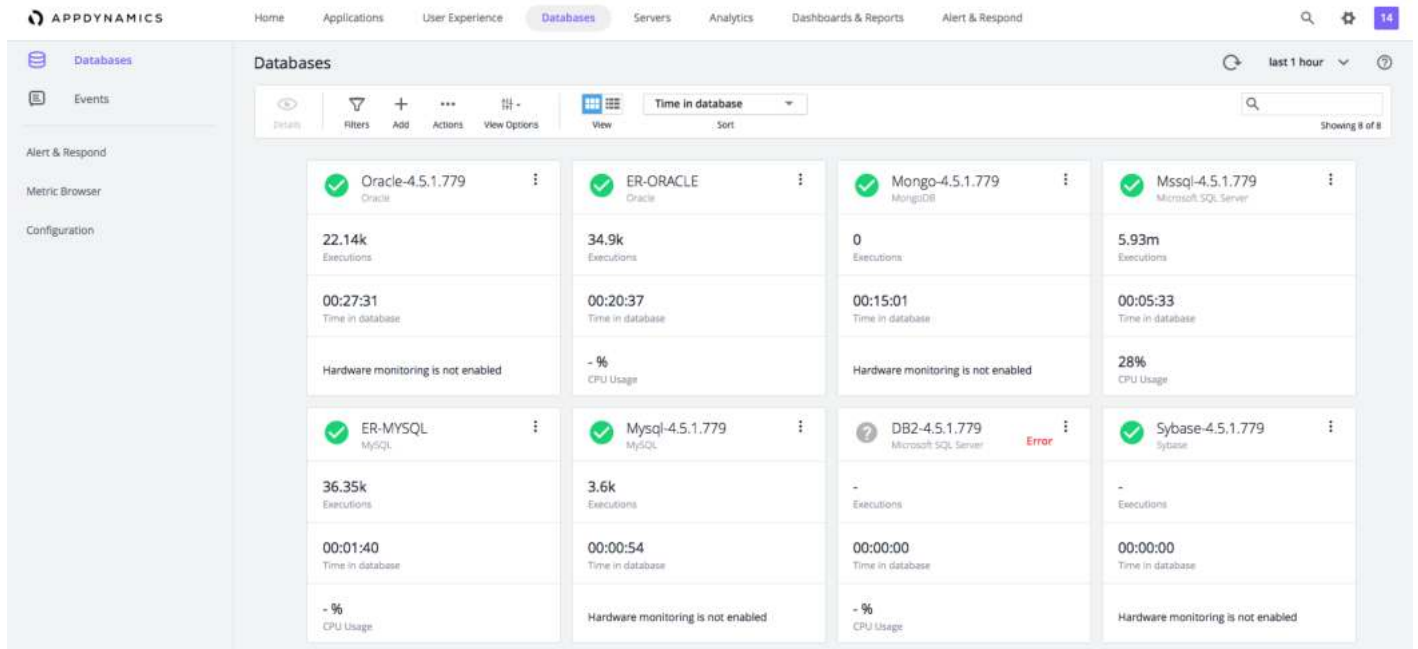 APPDYNAMICS
Home Applications User Experience Databases Servers Analytics Dashboards & Reports Alert & Respond 14
Databases
Events
Alert & Respond
Metric Browser
Configuration
Databases last 1 hour
Details Filters Add Actions View Options View Time in database Sort
Showing 8 of 8
Oracle-4.5.1.779
Oracle
22.14k
Executions
00:27:31
Time in database
Hardware monitoring is not enabled
ER-ORACLE
Oracle
34.9k
Executions
00:20:37
Time in database
- %
CPU Usage
Mongo-4.5.1.779
MongoDB
0
Executions
00:15:01
Time in database
Hardware monitoring is not enabled
Mssql-4.5.1.779
Microsoft SQL Server
5.93m
Executions
00:05:33
Time in database
28%
CPU Usage
ER-MYSQL
MySQL
36.35k
Executions
00:01:40
Time in database
- %
CPU Usage
Mysql-4.5.1.779
MySQL
3.6k
Executions
00:00:54
Time in database
Hardware monitoring is not enabled
DB2-4.5.1.779
Microsoft SQL Server
Error
-
Executions
00:00:00
Time in database
- %
CPU Usage
Sybase-4.5.1.779
Sybase
-
Executions
00:00:00
Time in database
Hardware monitoring is not enabled